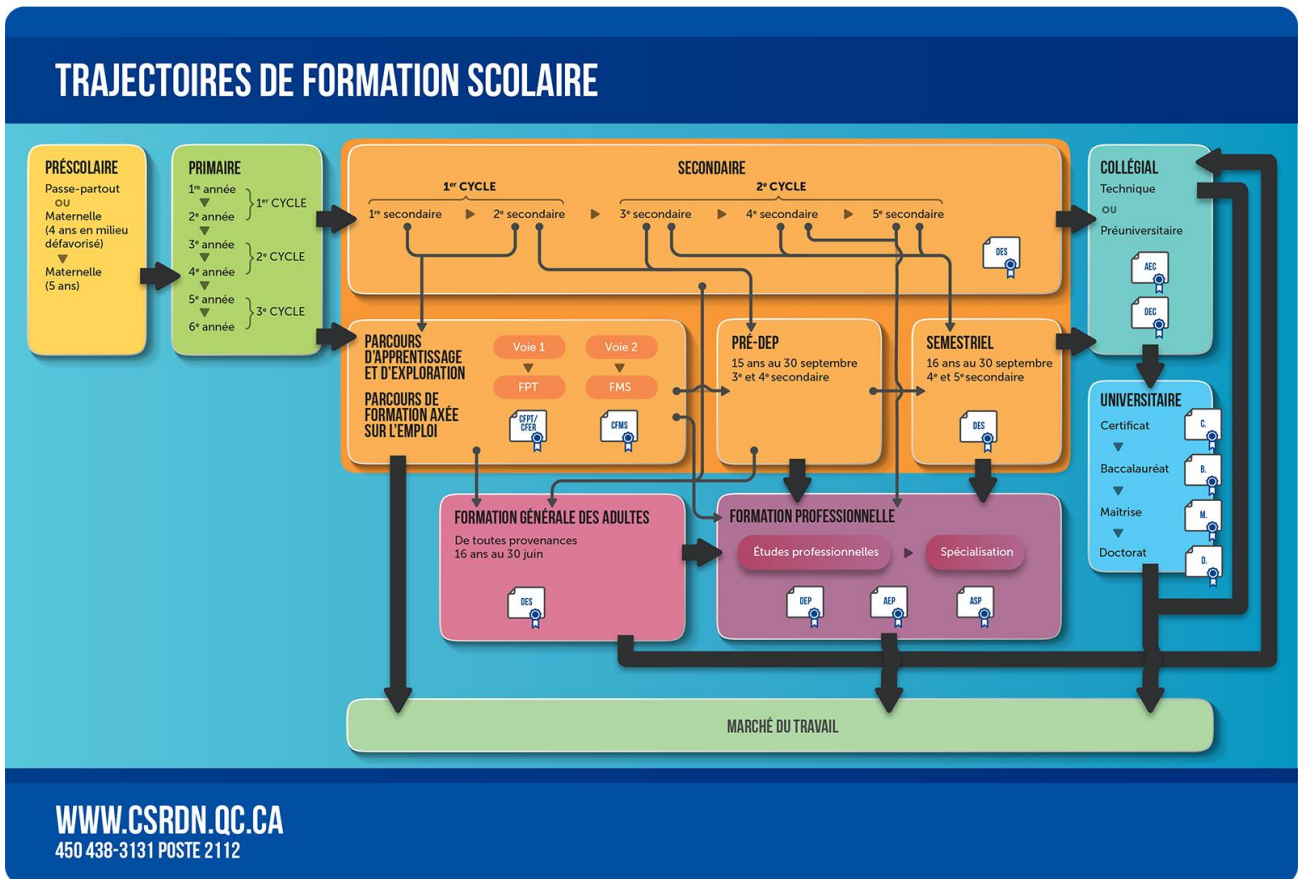 TRAJECTOIRES DE FORMATION SCOLAIRE
PRÉSCOLAIRE
Passe-partout
OU
Maternelle
(4 ans en milieu
défavorisé)
Maternelle
(5 ans)
PRIMAIRE
1re année
2e année
1er CYCLE
3e année
4e année
2e CYCLE
5e année
6e année
3e CYCLE
SECONDAIRE
1er CYCLE
2e CYCLE
1re secondaire
2e secondaire
3e secondaire
4e secondaire
5e secondaire
DES
PARCOURS
D'APPRENTISSAGE
ET D'EXPLORATION
PARCOURS DE
FORMATION AXÉE
SUR L'EMPLOI
Voie 1
Voie 2
FPT
FMS
CFPT/
CFER
CFMS
PRÉ-DEP
15 ans au 30 septembre
3e et 4e secondaire
SEMESTRIEL
16 ans au 30 septembre
4e et 5e secondaire
DES
COLLÉGIAL
Technique
OU
Préuniversitaire
AEC
DEC
UNIVERSITAIRE
Certificat
C.
Baccalauréat
B.
Maîtrise
M.
Doctorat
D.
FORMATION GÉNÉRALE DES ADULTES
De toutes provenances
16 ans au 30 juin
DES
FORMATION PROFESSIONNELLE
Études professionnelles
Spécialisation
DEP
AEP
ASP
MARCHÉ DU TRAVAIL
WWW.CSRDN.QC.CA
450 438-3131 POSTE 2112